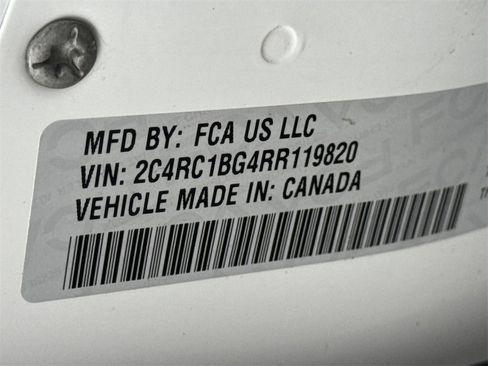 MFD BY: FCA US LLC
VIN: 2C4RC1BG4RR119820
VEHICLE MADE IN: CANADA